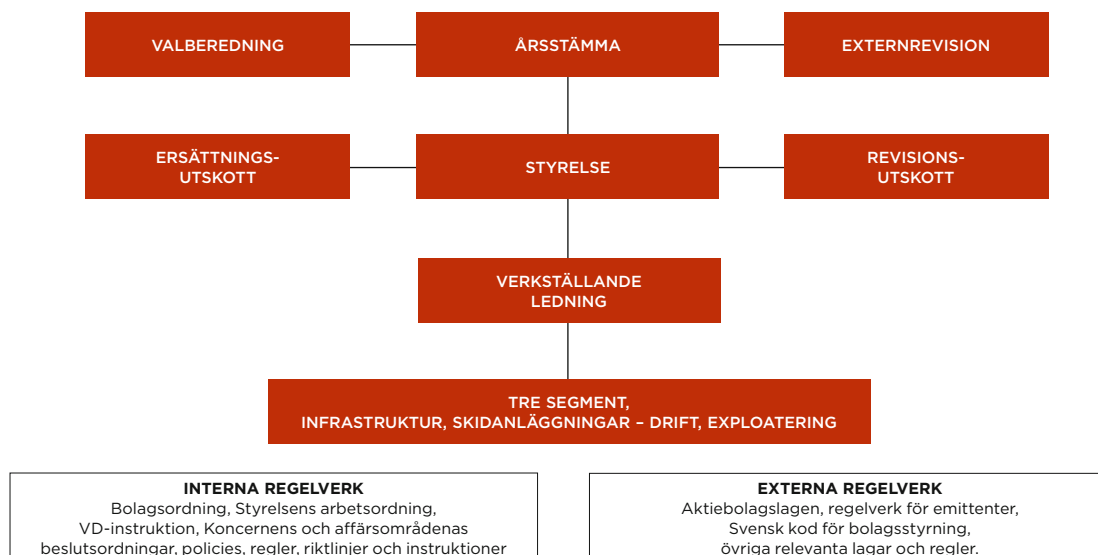 VALBEREDNING
ÅRSSTÄMMA
EXTERNREVISION
ERSÄTTNINGS-
UTSKOTT
STYRELSE
REVISIONS-
UTSKOTT
VERKSTÄLLANDE
LEDNING
TRE SEGMENT,
INFRASTRUKTUR, SKIDANLÄGGNINGAR – DRIFT, EXPLOATERING
INTERNA REGELVERK
Bolagsordning, Styrelsens arbetsordning,
VD-instruktion, Koncernens och affärsområdenas
beslutsordningar, policies, regler, riktlinjer och instruktioner
EXTERNA REGELVERK
Aktiebolagslagen, regelverk för emittenter,
Svensk kod för bolagsstyrning,
övriga relevanta lagar och regler.